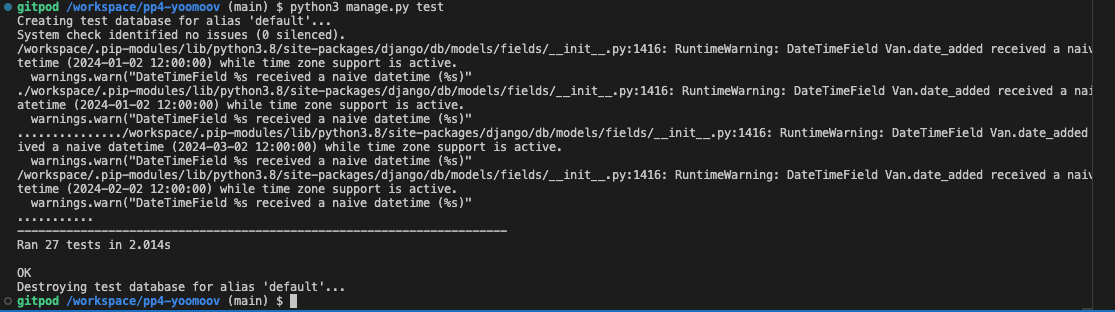 gitpod /workspace/pp4-yoomoov (main) $ python3 manage.py test
Creating test database for alias 'default'...
System check identified no issues (0 silenced).
/workspace/.pip-modules/lib/python3.8/site-packages/django/db/models/fields/__init__.py:1416: RuntimeWarning: DateTimeField Van.date_added received a naiv
tetime (2024-01-02 12:00:00) while time zone support is active.
  warnings.warn("DateTimeField %s received a naive datetime (%s)"
./workspace/.pip-modules/lib/python3.8/site-packages/django/db/models/fields/__init__.py:1416: RuntimeWarning: DateTimeField Van.date_added received a nai
atetime (2024-01-02 12:00:00) while time zone support is active.
  warnings.warn("DateTimeField %s received a naive datetime (%s)"
.............../workspace/.pip-modules/lib/python3.8/site-packages/django/db/models/fields/__init__.py:1416: RuntimeWarning: DateTimeField Van.date_added
ived a naive datetime (2024-03-02 12:00:00) while time zone support is active.
  warnings.warn("DateTimeField %s received a naive datetime (%s)"
/workspace/.pip-modules/lib/python3.8/site-packages/django/db/models/fields/__init__.py:1416: RuntimeWarning: DateTimeField Van.date_added received a naiv
tetime (2024-02-02 12:00:00) while time zone support is active.
  warnings.warn("DateTimeField %s received a naive datetime (%s)"
...........
----------------------------------------------------------------------
Ran 27 tests in 2.014s

OK
Destroying test database for alias 'default'...
gitpod /workspace/pp4-yoomoov (main) $